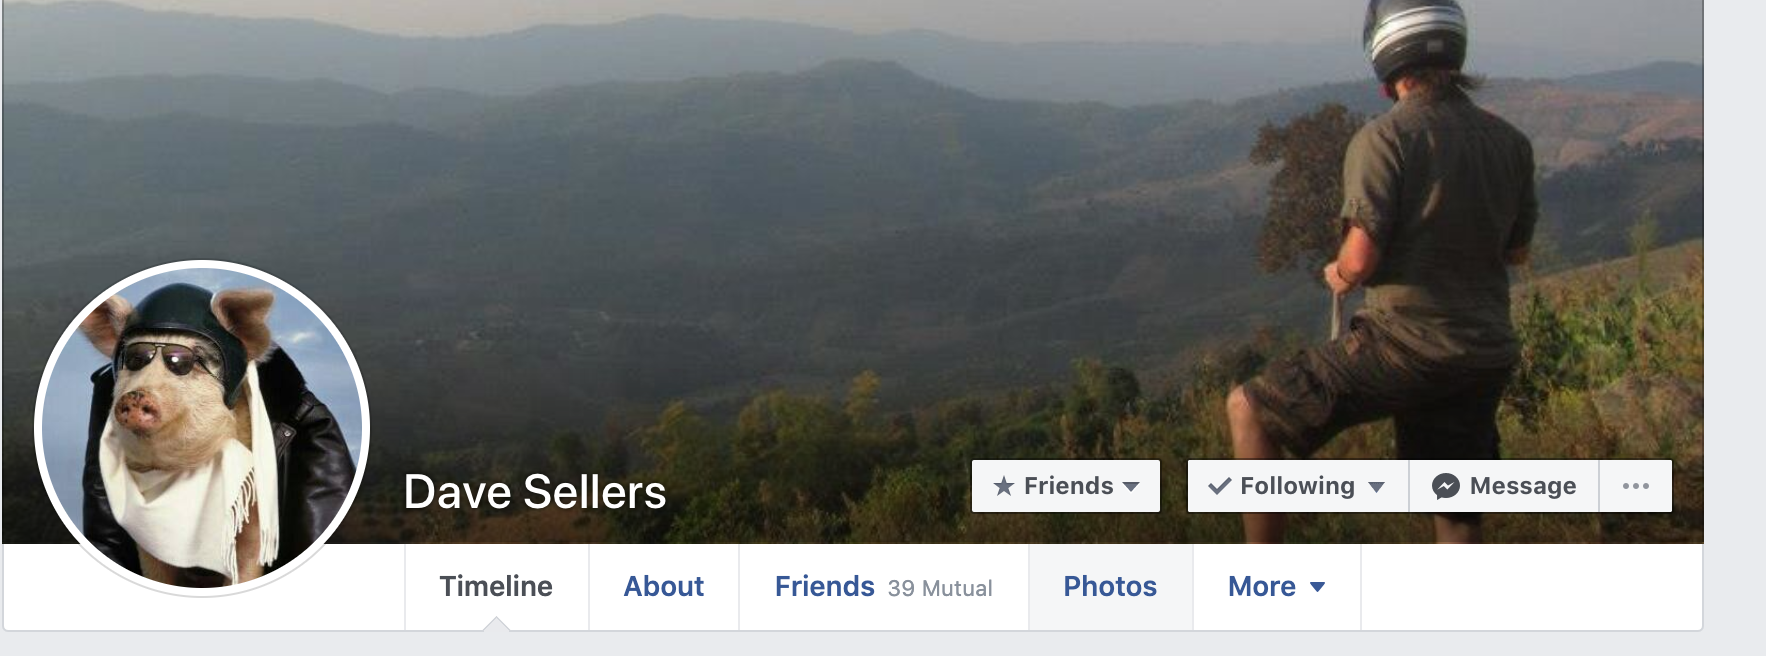 Dave Sellers
Friends
Following
Message
Timeline
About
Friends 39 Mutual
Photos
More